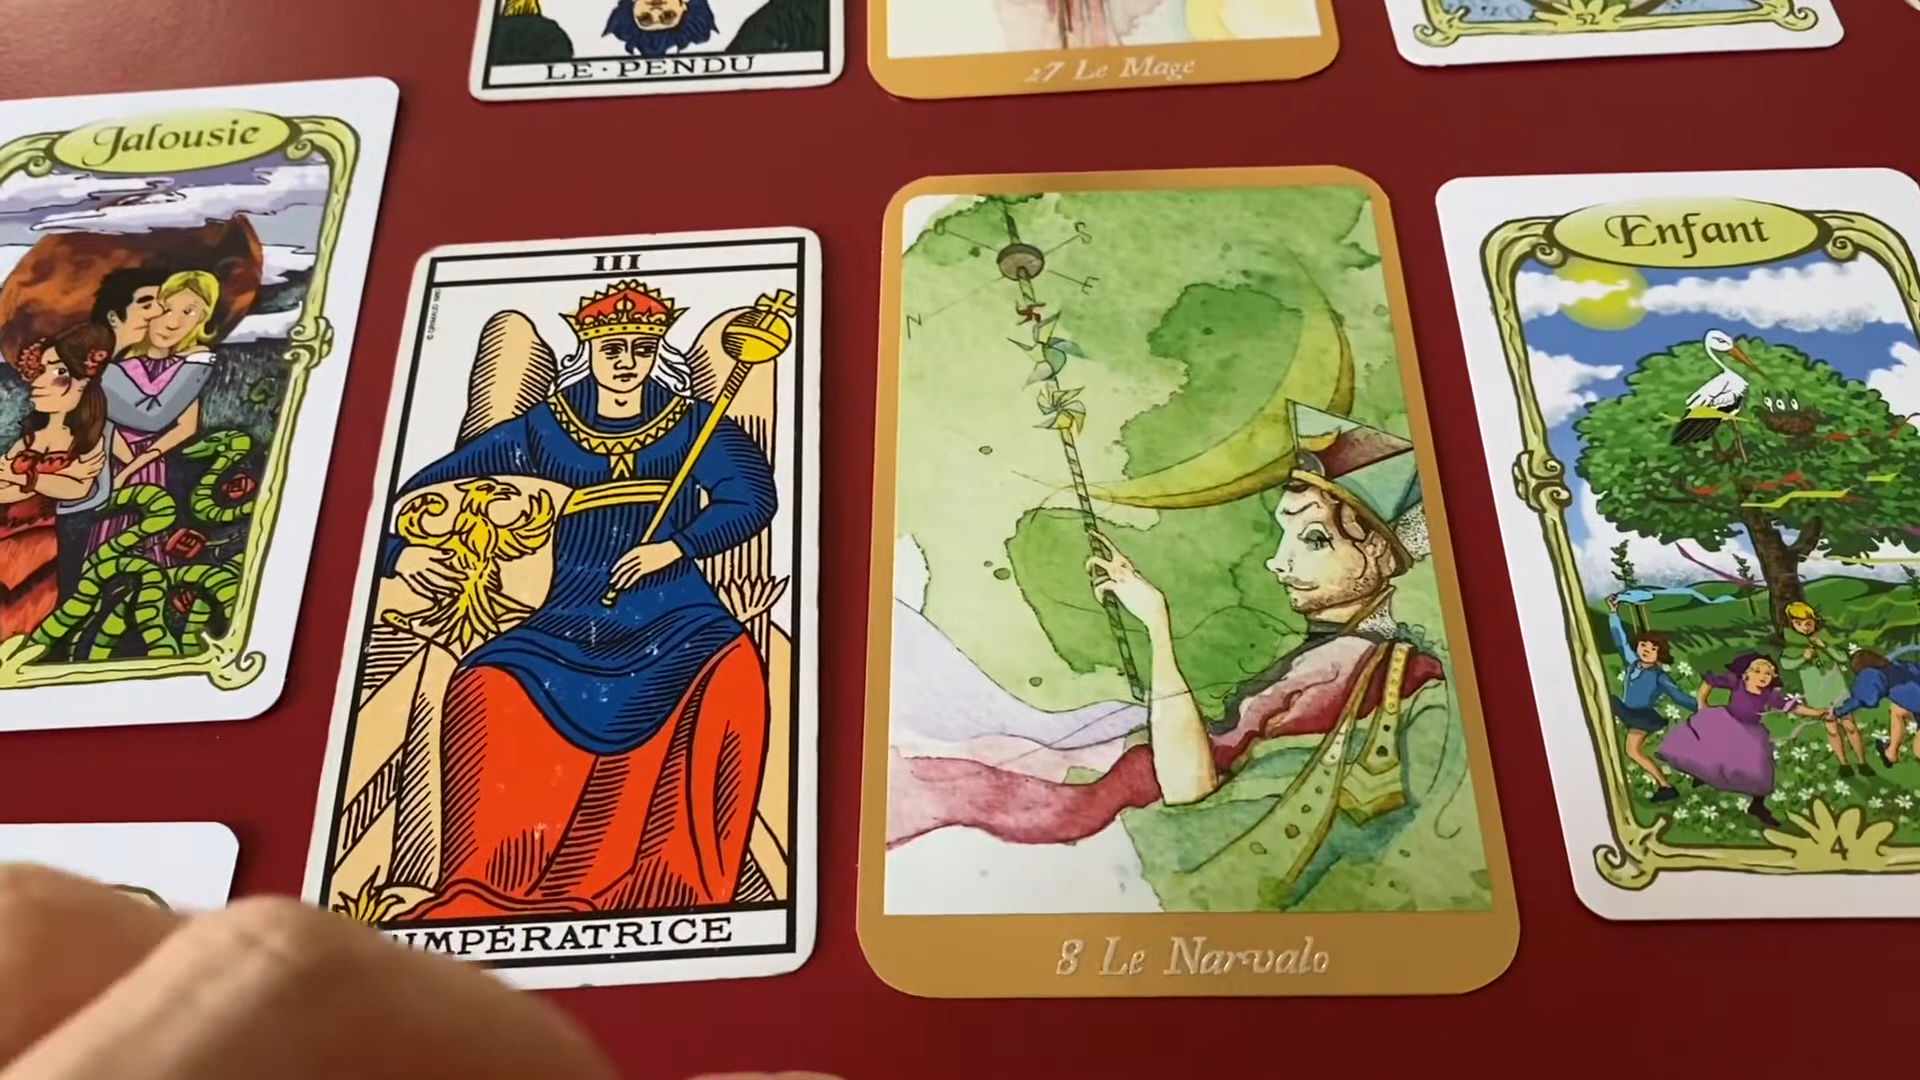 LE·PENDU
27 Le Mage
52
Jalousie
III
IMPÉRATRICE
N
S
E
8 Le Narvalo
Enfant
4